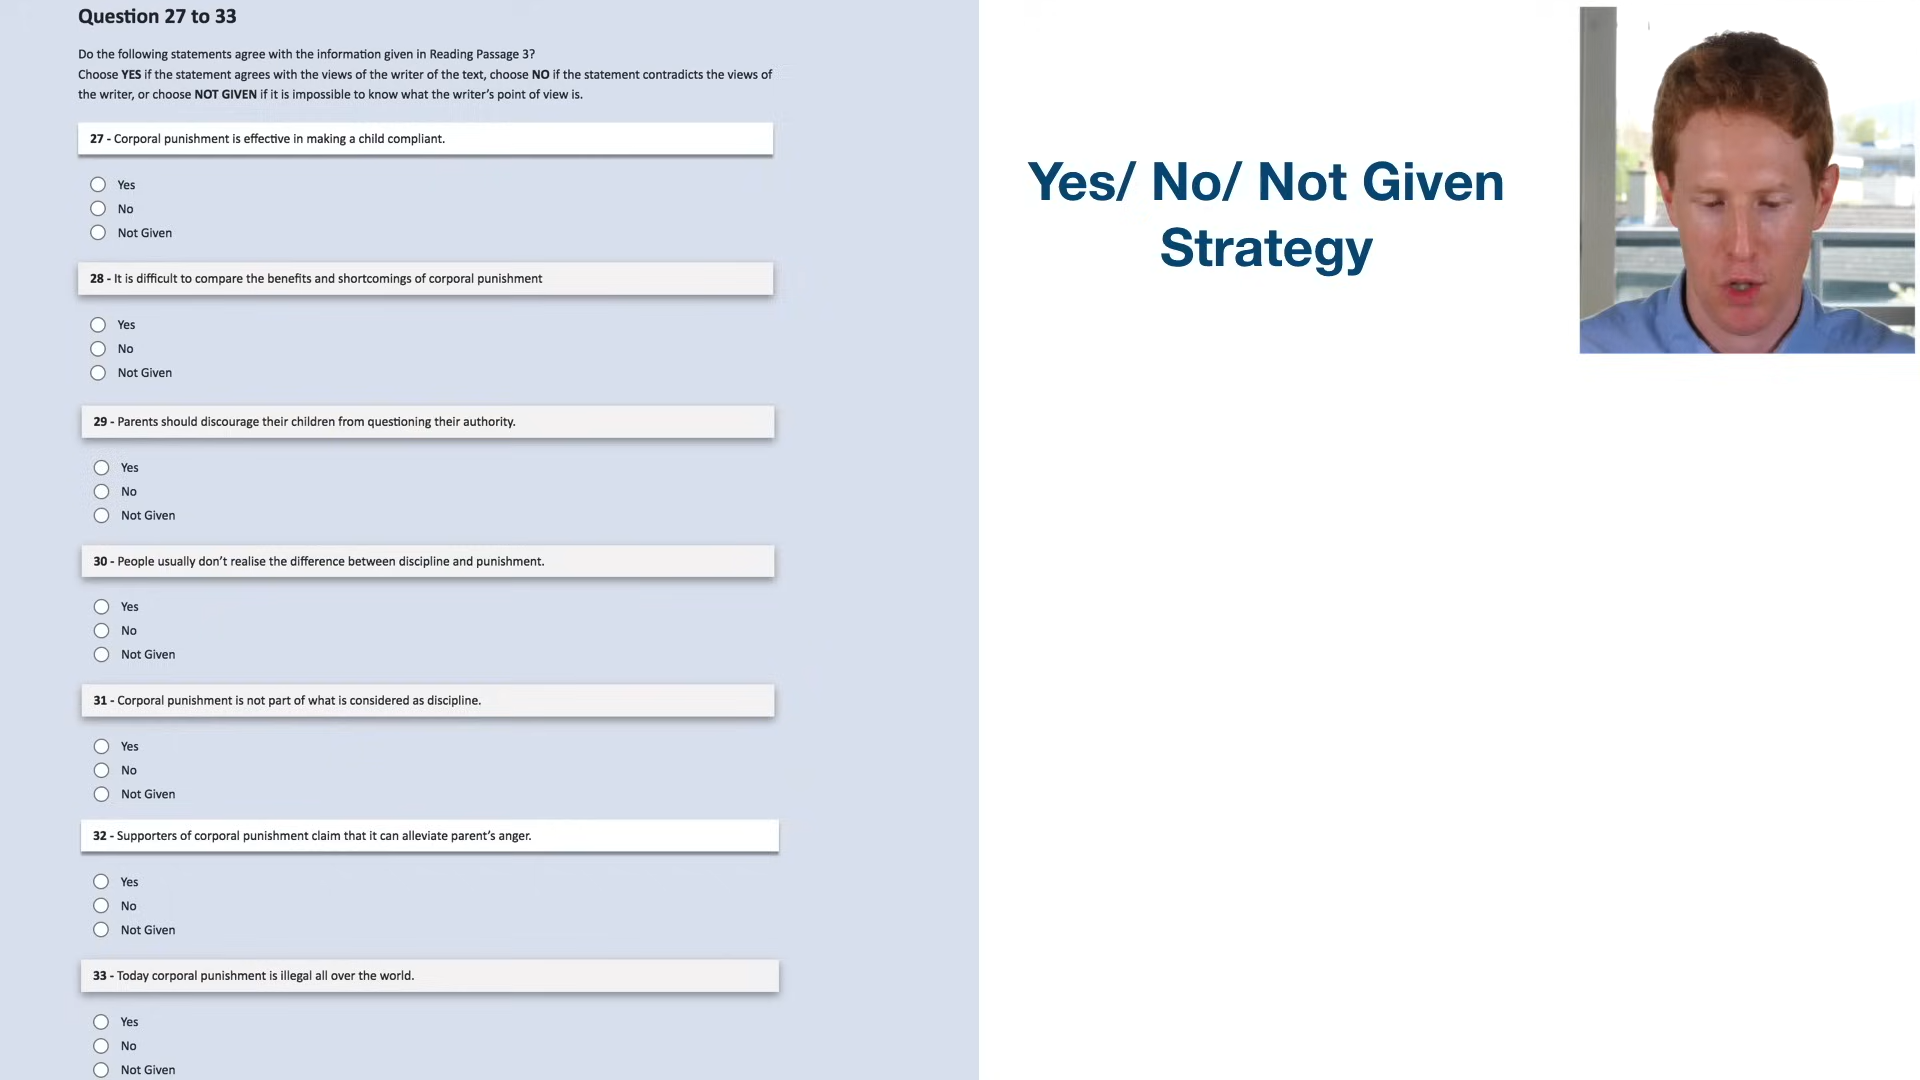 Question 27 to 33
Do the following statements agree with the information given in Reading Passage 3?
Choose YES if the statement agrees with the views of the writer of the text, choose NO if the statement contradicts the views of
the writer, or choose NOT GIVEN if it is impossible to know what the writer's point of view is.
27 - Corporal punishment is effective in making a child compliant.
Yes
No
Not Given
28 - It is difficult to compare the benefits and shortcomings of corporal punishment
Yes
No
Not Given
29 - Parents should discourage their children from questioning their authority.
Yes
No
Not Given
30 - People usually don't realise the difference between discipline and punishment.
Yes
No
Not Given
31 - Corporal punishment is not part of what is considered as discipline.
Yes
No
Not Given
32 - Supporters of corporal punishment claim that it can alleviate parent's anger.
Yes
No
Not Given
33 - Today corporal punishment is illegal all over the world.
Yes
No
Not Given
Yes/ No/ Not Given
Strategy